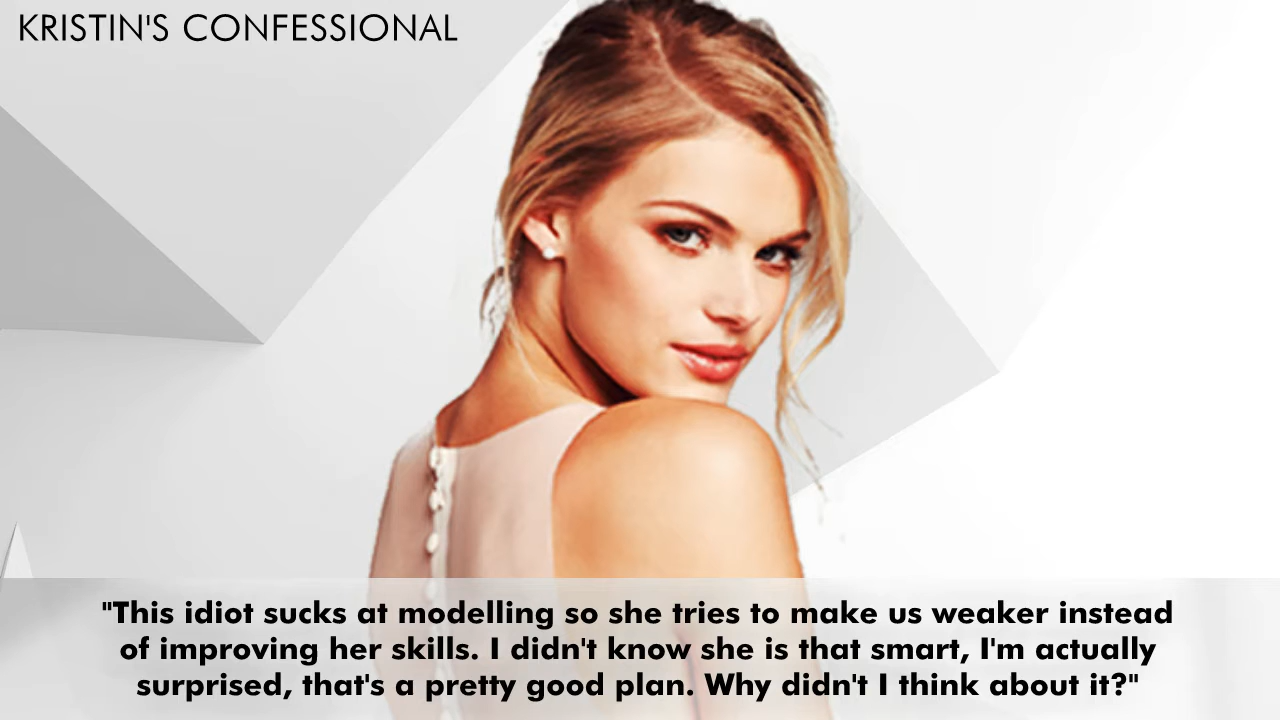 KRISTIN'S CONFESSIONAL
"This idiot sucks at modelling so she tries to make us weaker instead
of improving her skills. I didn't know she is that smart, I'm actually
surprised, that's a pretty good plan. Why didn't I think about it?"